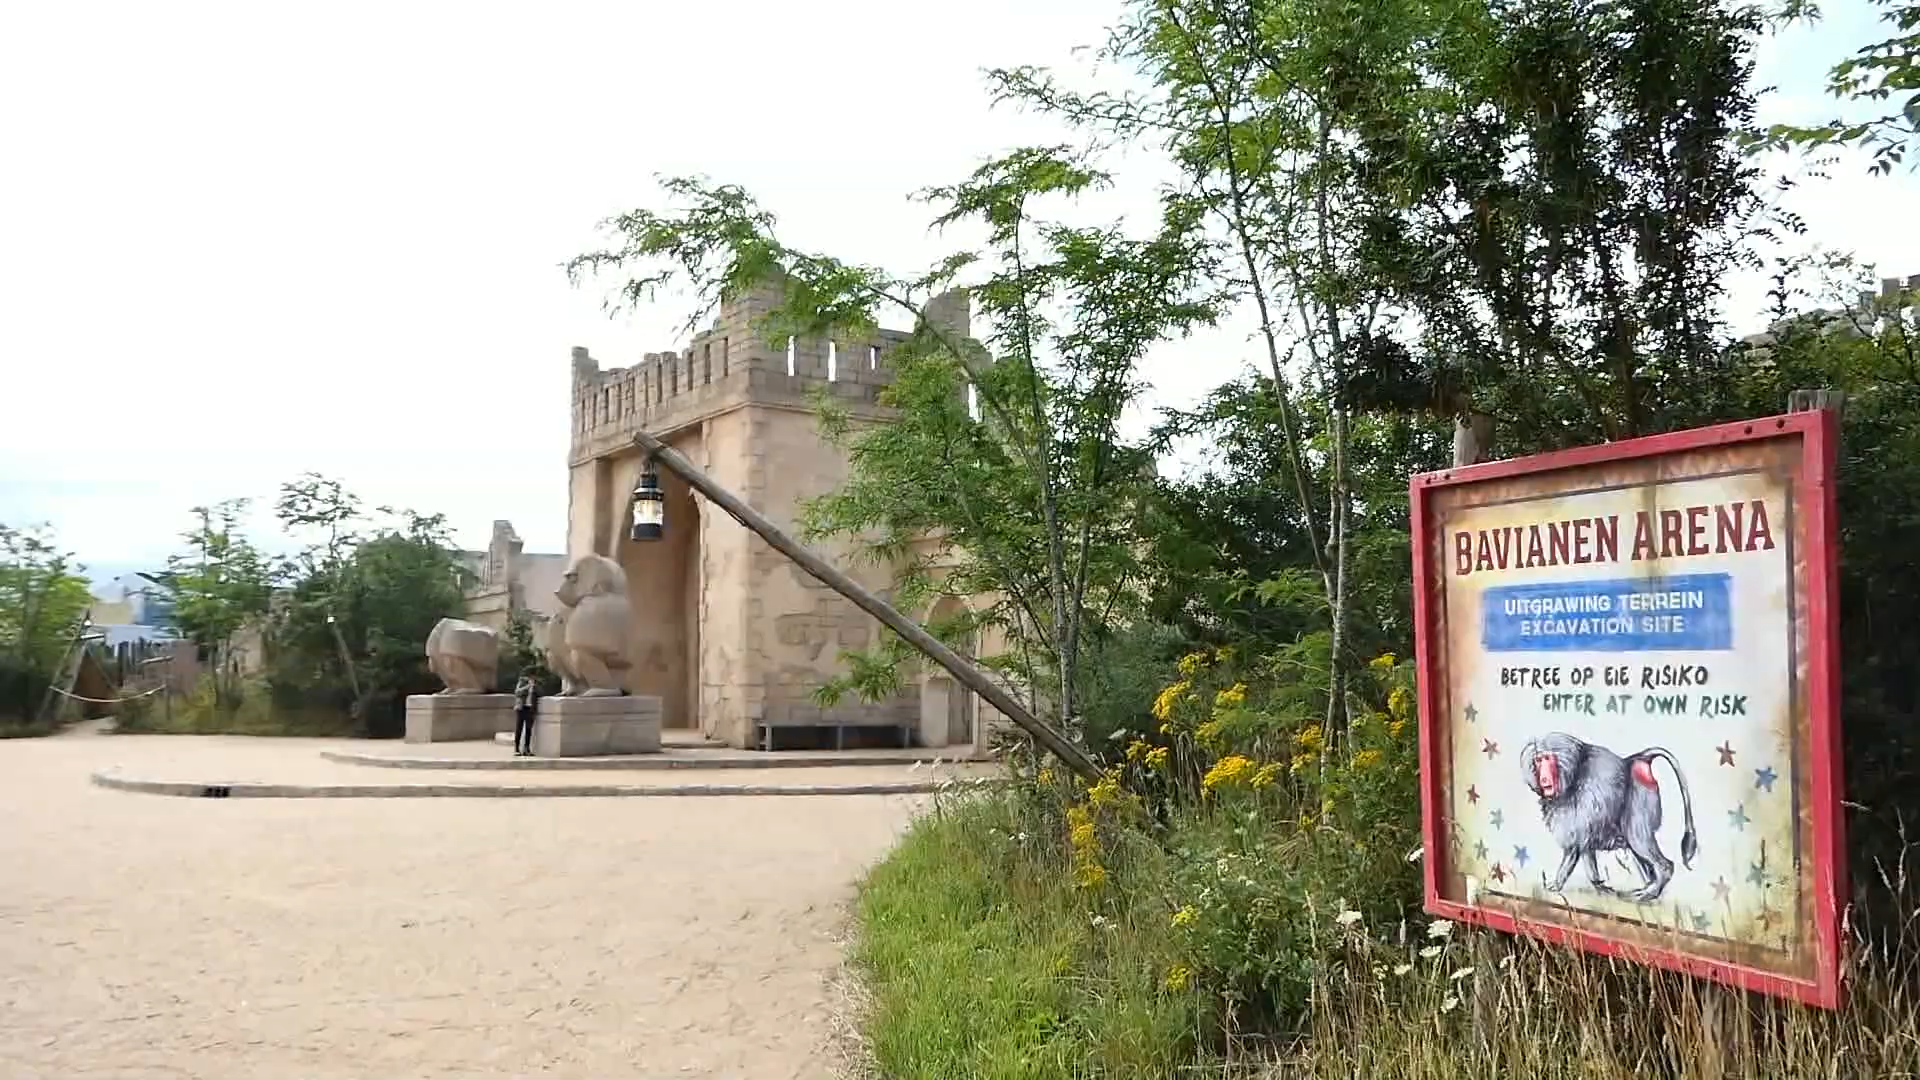 BAVIANEN ARENA
UITGRAWING TERREIN
EXCAVATION SITE
BETREE OP EIE RISIKO
ENTER AT OWN RISK